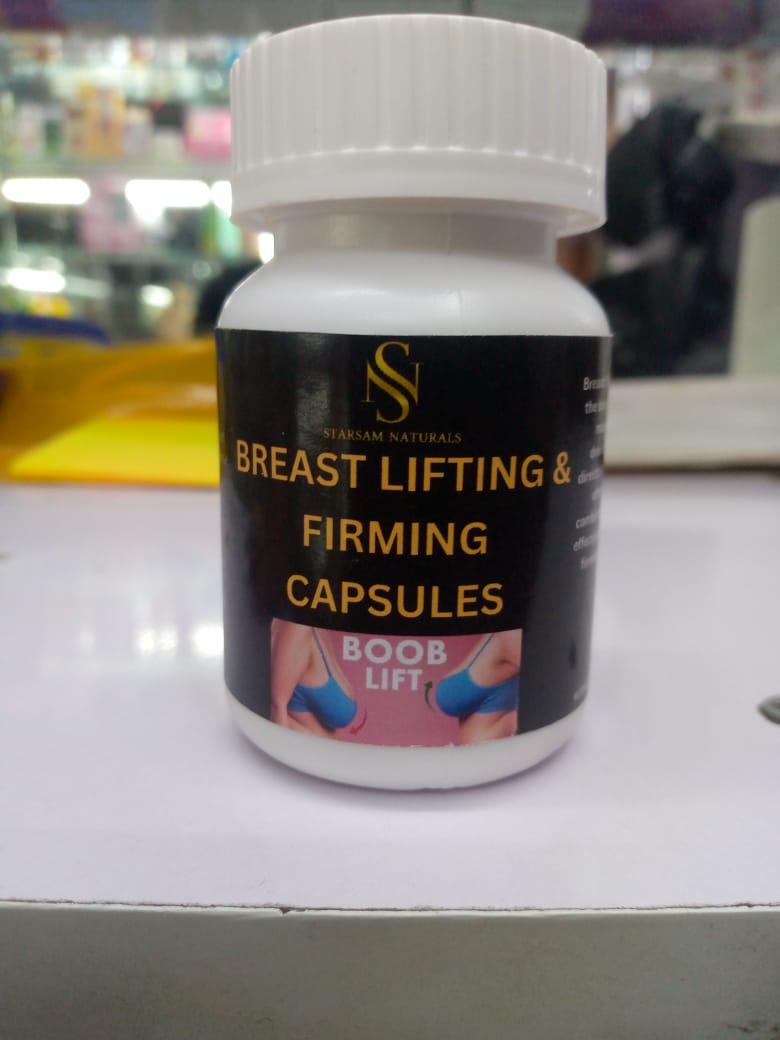 SN
STARSAM NATURALS
BREAST LIFTING &
FIRMING
CAPSULES
BOOB
LIFT